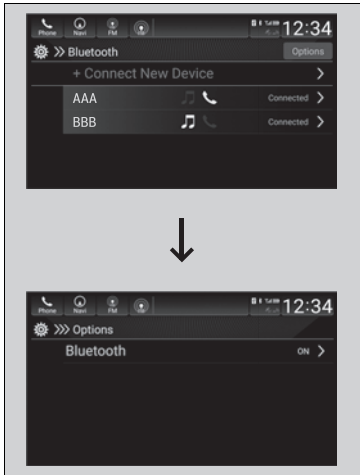 Phone Navi FM 12:34
Bluetooth Options
+ Connect New Device
AAA Connected
BBB Connected
Phone Navi FM 12:34
Options
Bluetooth ON